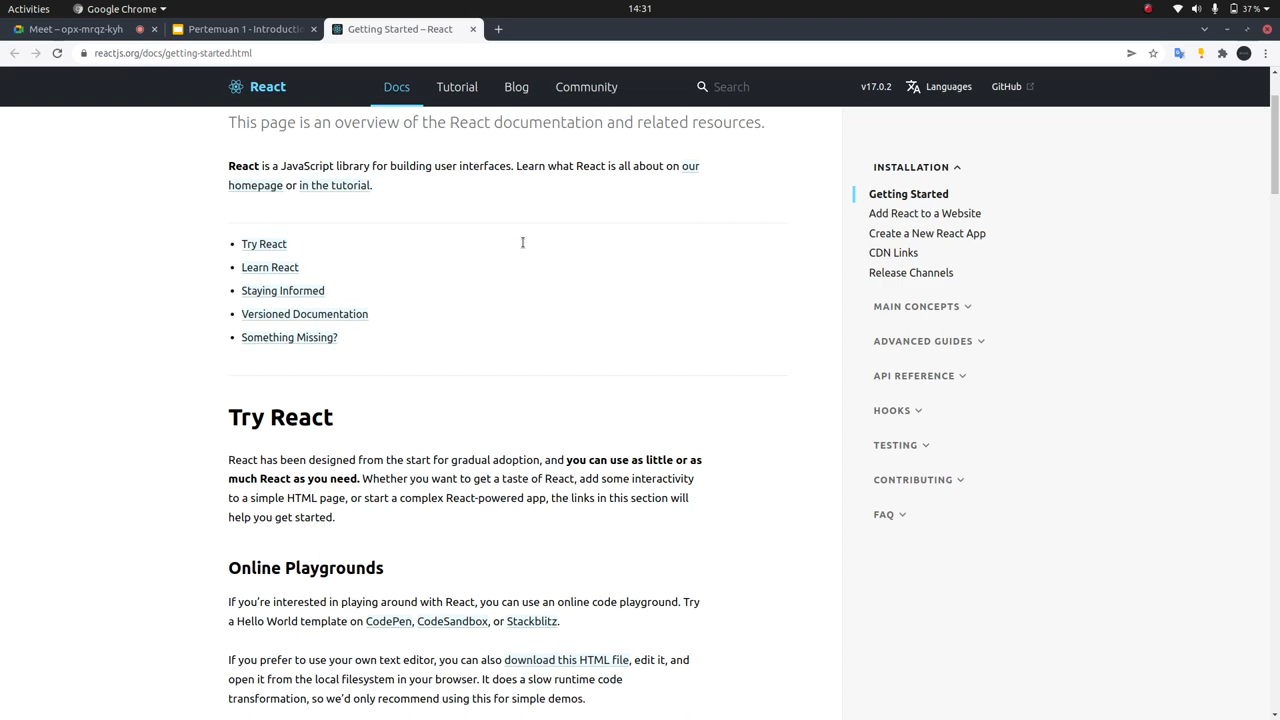 Activities
Google Chrome
14:31
37 %
Meet – opx-mrqz-kyh
Pertemuan 1 - Introductio
Getting Started – React
reactjs.org/docs/getting-started.html
React
Docs
Tutorial
Blog
Community
Search
v17.0.2
Languages
GitHub
This page is an overview of the React documentation and related resources.
React is a JavaScript library for building user interfaces. Learn what React is all about on our
homepage or in the tutorial.
• Try React
• Learn React
• Staying Informed
• Versioned Documentation
• Something Missing?
Try React
React has been designed from the start for gradual adoption, and you can use as little or as
much React as you need. Whether you want to get a taste of React, add some interactivity
to a simple HTML page, or start a complex React-powered app, the links in this section will
help you get started.
Online Playgrounds
If you’re interested in playing around with React, you can use an online code playground. Try
a Hello World template on CodePen, CodeSandbox, or Stackblitz.
If you prefer to use your own text editor, you can also download this HTML file, edit it, and
open it from the local filesystem in your browser. It does a slow runtime code
transformation, so we’d only recommend using this for simple demos.
INSTALLATION
Getting Started
Add React to a Website
Create a New React App
CDN Links
Release Channels
MAIN CONCEPTS
ADVANCED GUIDES
API REFERENCE
HOOKS
TESTING
CONTRIBUTING
FAQ